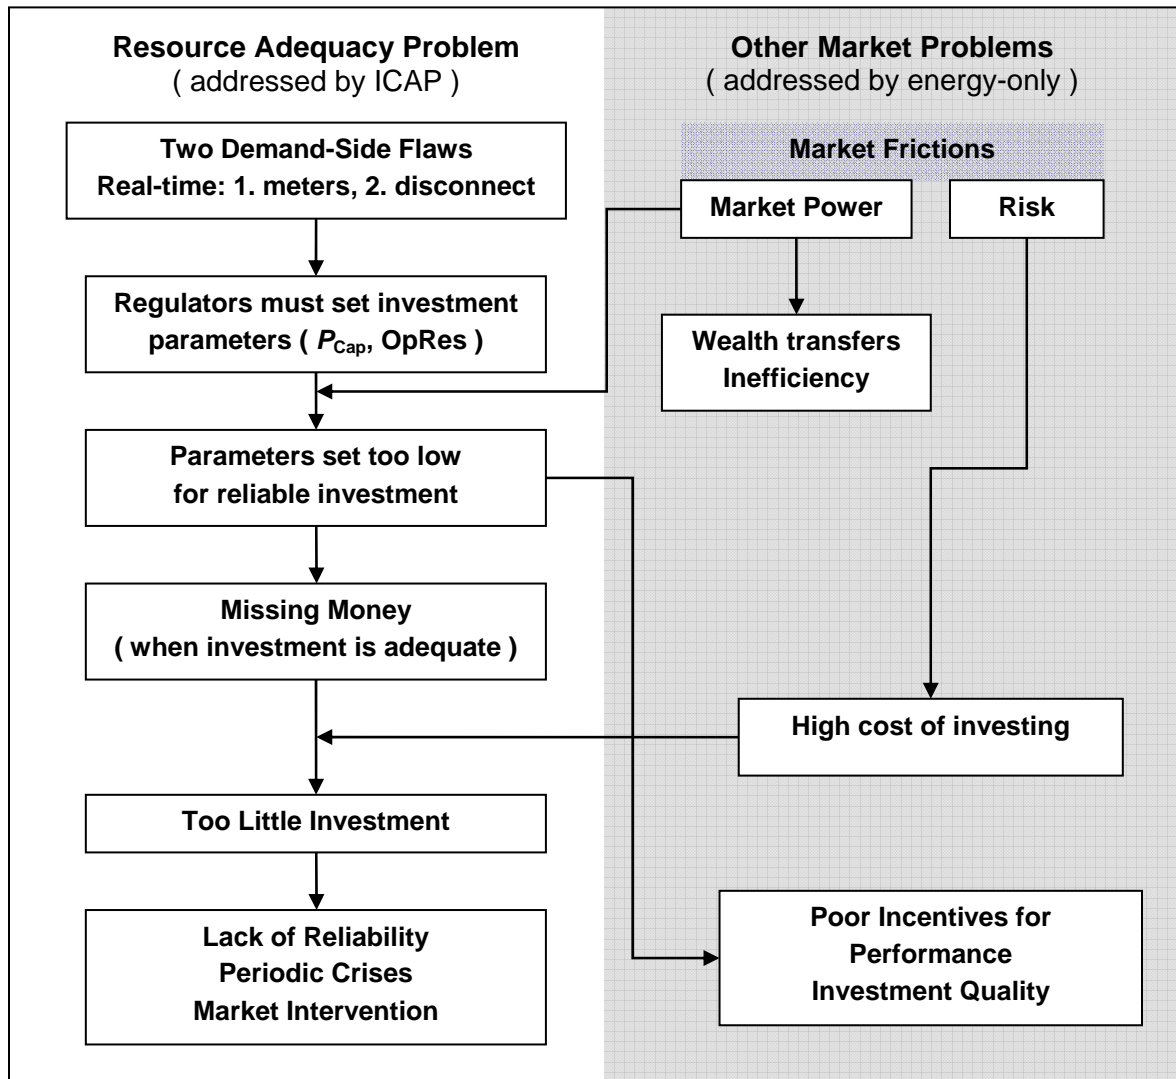 Resource Adequacy Problem
( addressed by ICAP )
Two Demand-Side Flaws
Real-time: 1. meters, 2. disconnect
Regulators must set investment
parameters ( PCap, OpRes )
Parameters set too low
for reliable investment
Missing Money
( when investment is adequate )
Too Little Investment
Lack of Reliability
Periodic Crises
Market Intervention
Other Market Problems
( addressed by energy-only )
Market Frictions
Market Power
Risk
Wealth transfers
Inefficiency
High cost of investing
Poor Incentives for
Performance
Investment Quality